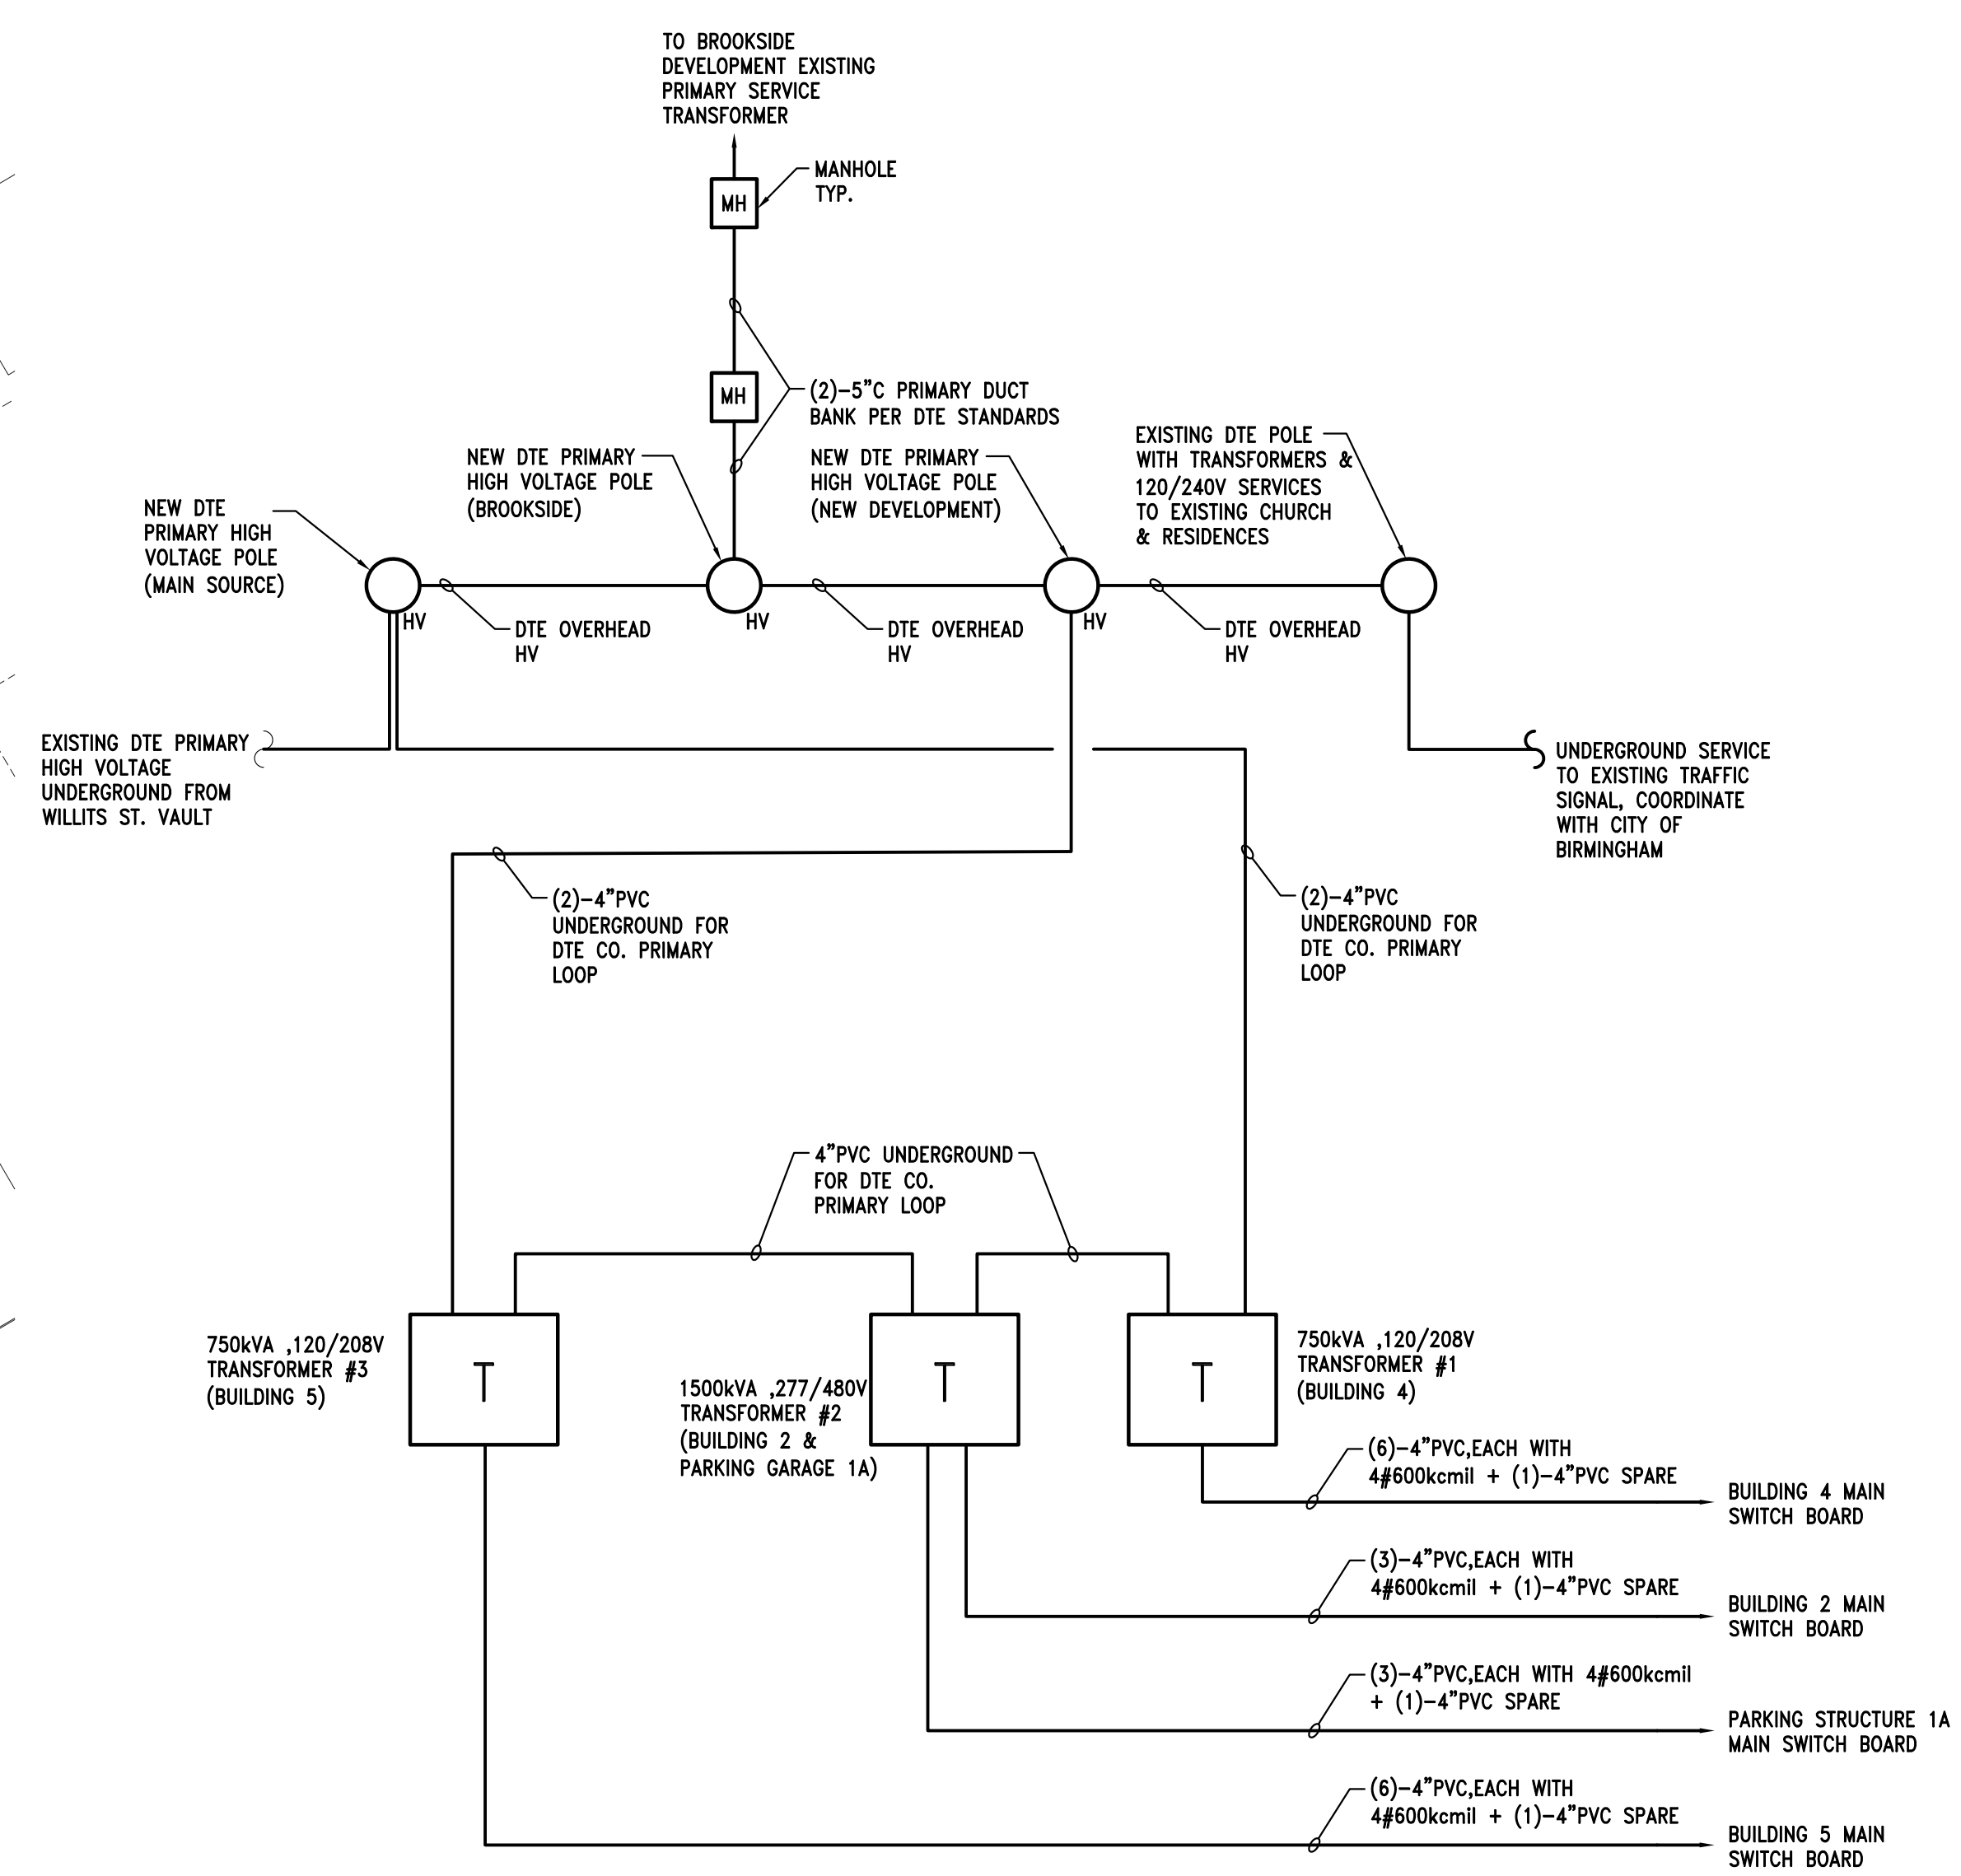 TO BROOKSIDE
DEVELOPMENT EXISTING
PRIMARY SERVICE
TRANSFORMER
MANHOLE
TYP.
MH
MH
(2)-5"C PRIMARY DUCT
BANK PER DTE STANDARDS
NEW DTE PRIMARY
HIGH VOLTAGE POLE
(BROOKSIDE)
NEW DTE PRIMARY
HIGH VOLTAGE POLE
(NEW DEVELOPMENT)
EXISTING DTE POLE
WITH TRANSFORMERS &
120/240V SERVICES
TO EXISTING CHURCH
& RESIDENCES
NEW DTE
PRIMARY HIGH
VOLTAGE POLE
(MAIN SOURCE)
HV
HV
HV
DTE OVERHEAD
HV
DTE OVERHEAD
HV
DTE OVERHEAD
HV
EXISTING DTE PRIMARY
HIGH VOLTAGE
UNDERGROUND FROM
WILLITS ST. VAULT
UNDERGROUND SERVICE
TO EXISTING TRAFFIC
SIGNAL, COORDINATE
WITH CITY OF
BIRMINGHAM
(2)-4"PVC
UNDERGROUND FOR
DTE CO. PRIMARY
LOOP
(2)-4"PVC
UNDERGROUND FOR
DTE CO. PRIMARY
LOOP
4"PVC UNDERGROUND
FOR DTE CO.
PRIMARY LOOP
750kVA ,120/208V
TRANSFORMER #3
(BUILDING 5)
T
1500kVA ,277/480V
TRANSFORMER #2
(BUILDING 2 &
PARKING GARAGE 1A)
T
T
750kVA ,120/208V
TRANSFORMER #1
(BUILDING 4)
(6)-4"PVC,EACH WITH
4#600kcmil + (1)-4"PVC SPARE
BUILDING 4 MAIN
SWITCH BOARD
(3)-4"PVC,EACH WITH
4#600kcmil + (1)-4"PVC SPARE
BUILDING 2 MAIN
SWITCH BOARD
(3)-4"PVC,EACH WITH 4#600kcmil
+ (1)-4"PVC SPARE
PARKING STRUCTURE 1A
MAIN SWITCH BOARD
(6)-4"PVC,EACH WITH
4#600kcmil + (1)-4"PVC SPARE
BUILDING 5 MAIN
SWITCH BOARD